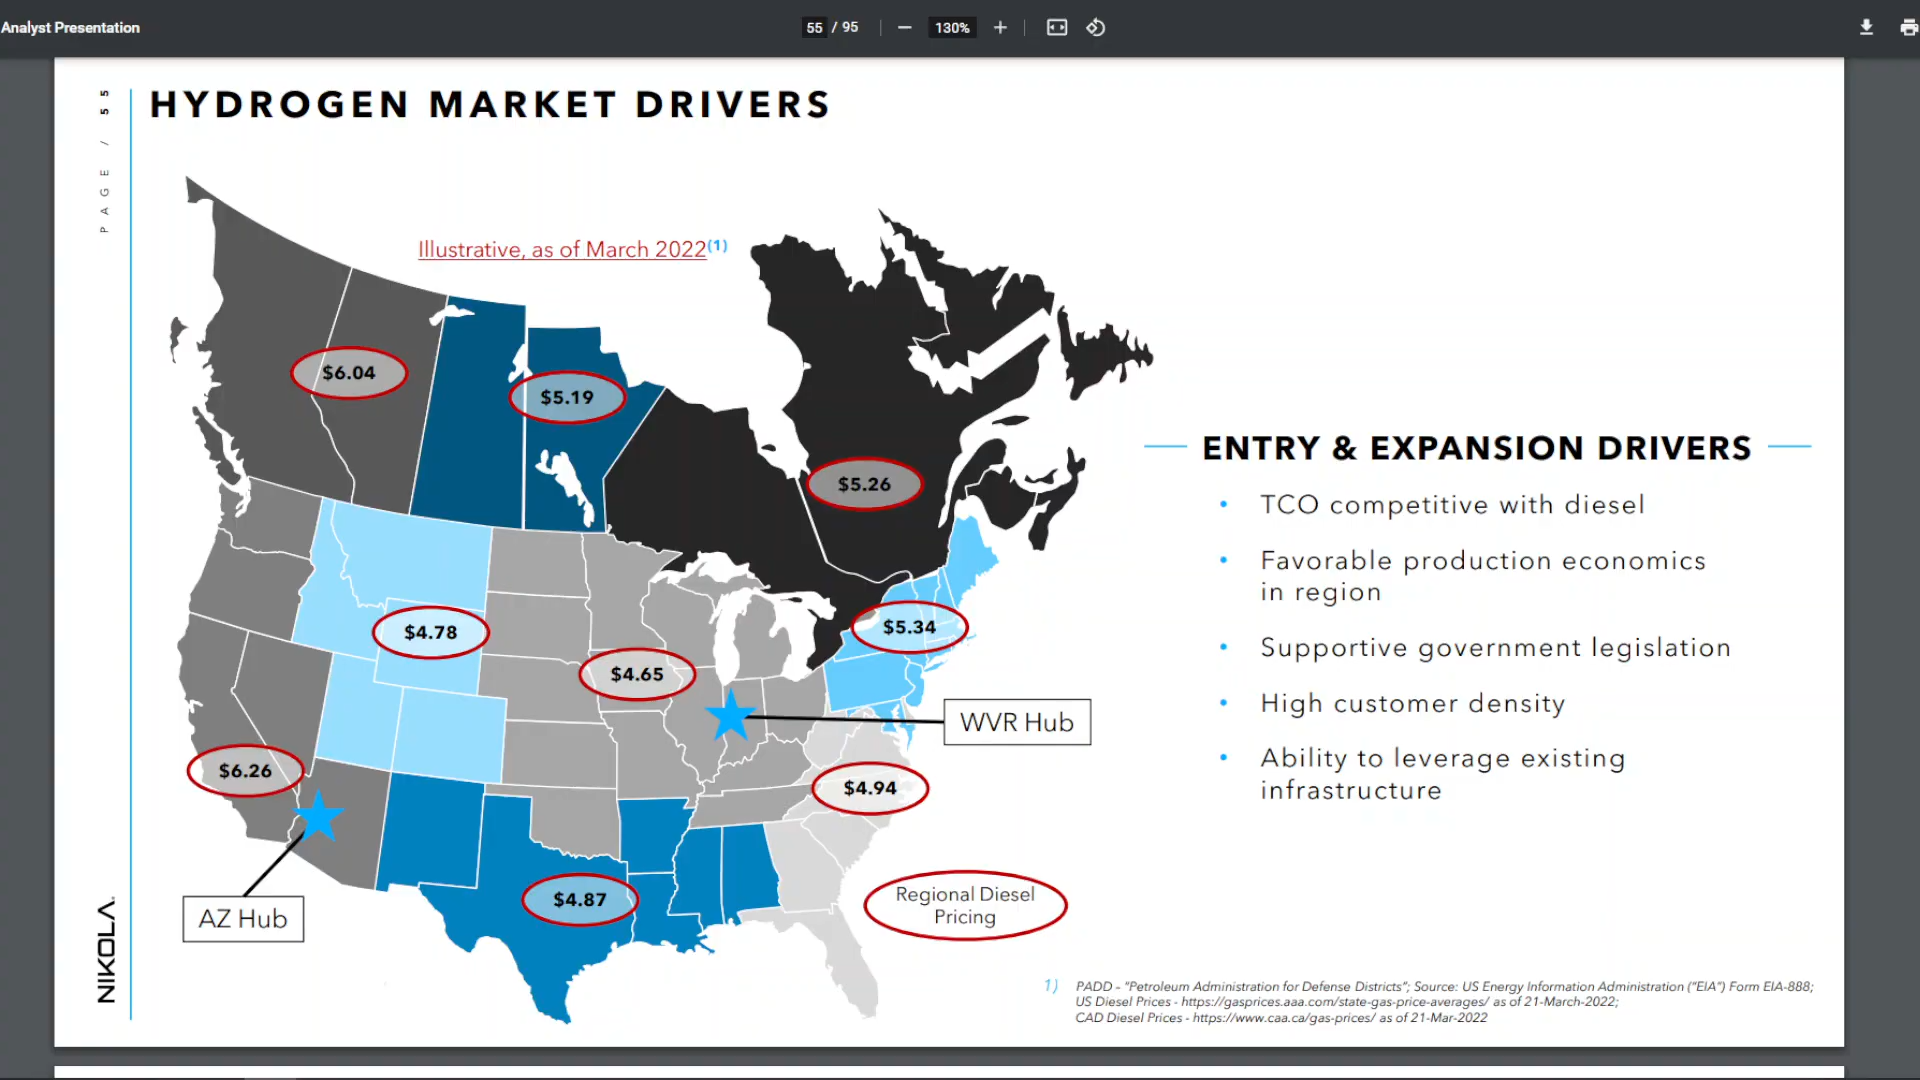 Analyst Presentation
55 / 95
130%
PAGE / 55
HYDROGEN MARKET DRIVERS
Illustrative, as of March 2022(1)
$6.04
$5.19
$5.26
$4.78
$4.65
$5.34
$6.26
$4.94
$4.87
WVR Hub
AZ Hub
Regional Diesel
Pricing
ENTRY & EXPANSION DRIVERS
• TCO competitive with diesel
• Favorable production economics
in region
• Supportive government legislation
• High customer density
• Ability to leverage existing
infrastructure
NIKOLA
1) PADD – "Petroleum Administration for Defense Districts"; Source: US Energy Information Administration ("EIA") Form EIA-888;
US Diesel Prices - https://gasprices.aaa.com/state-gas-price-averages/ as of 21-March-2022;
CAD Diesel Prices - https://www.caa.ca/gas-prices/ as of 21-Mar-2022